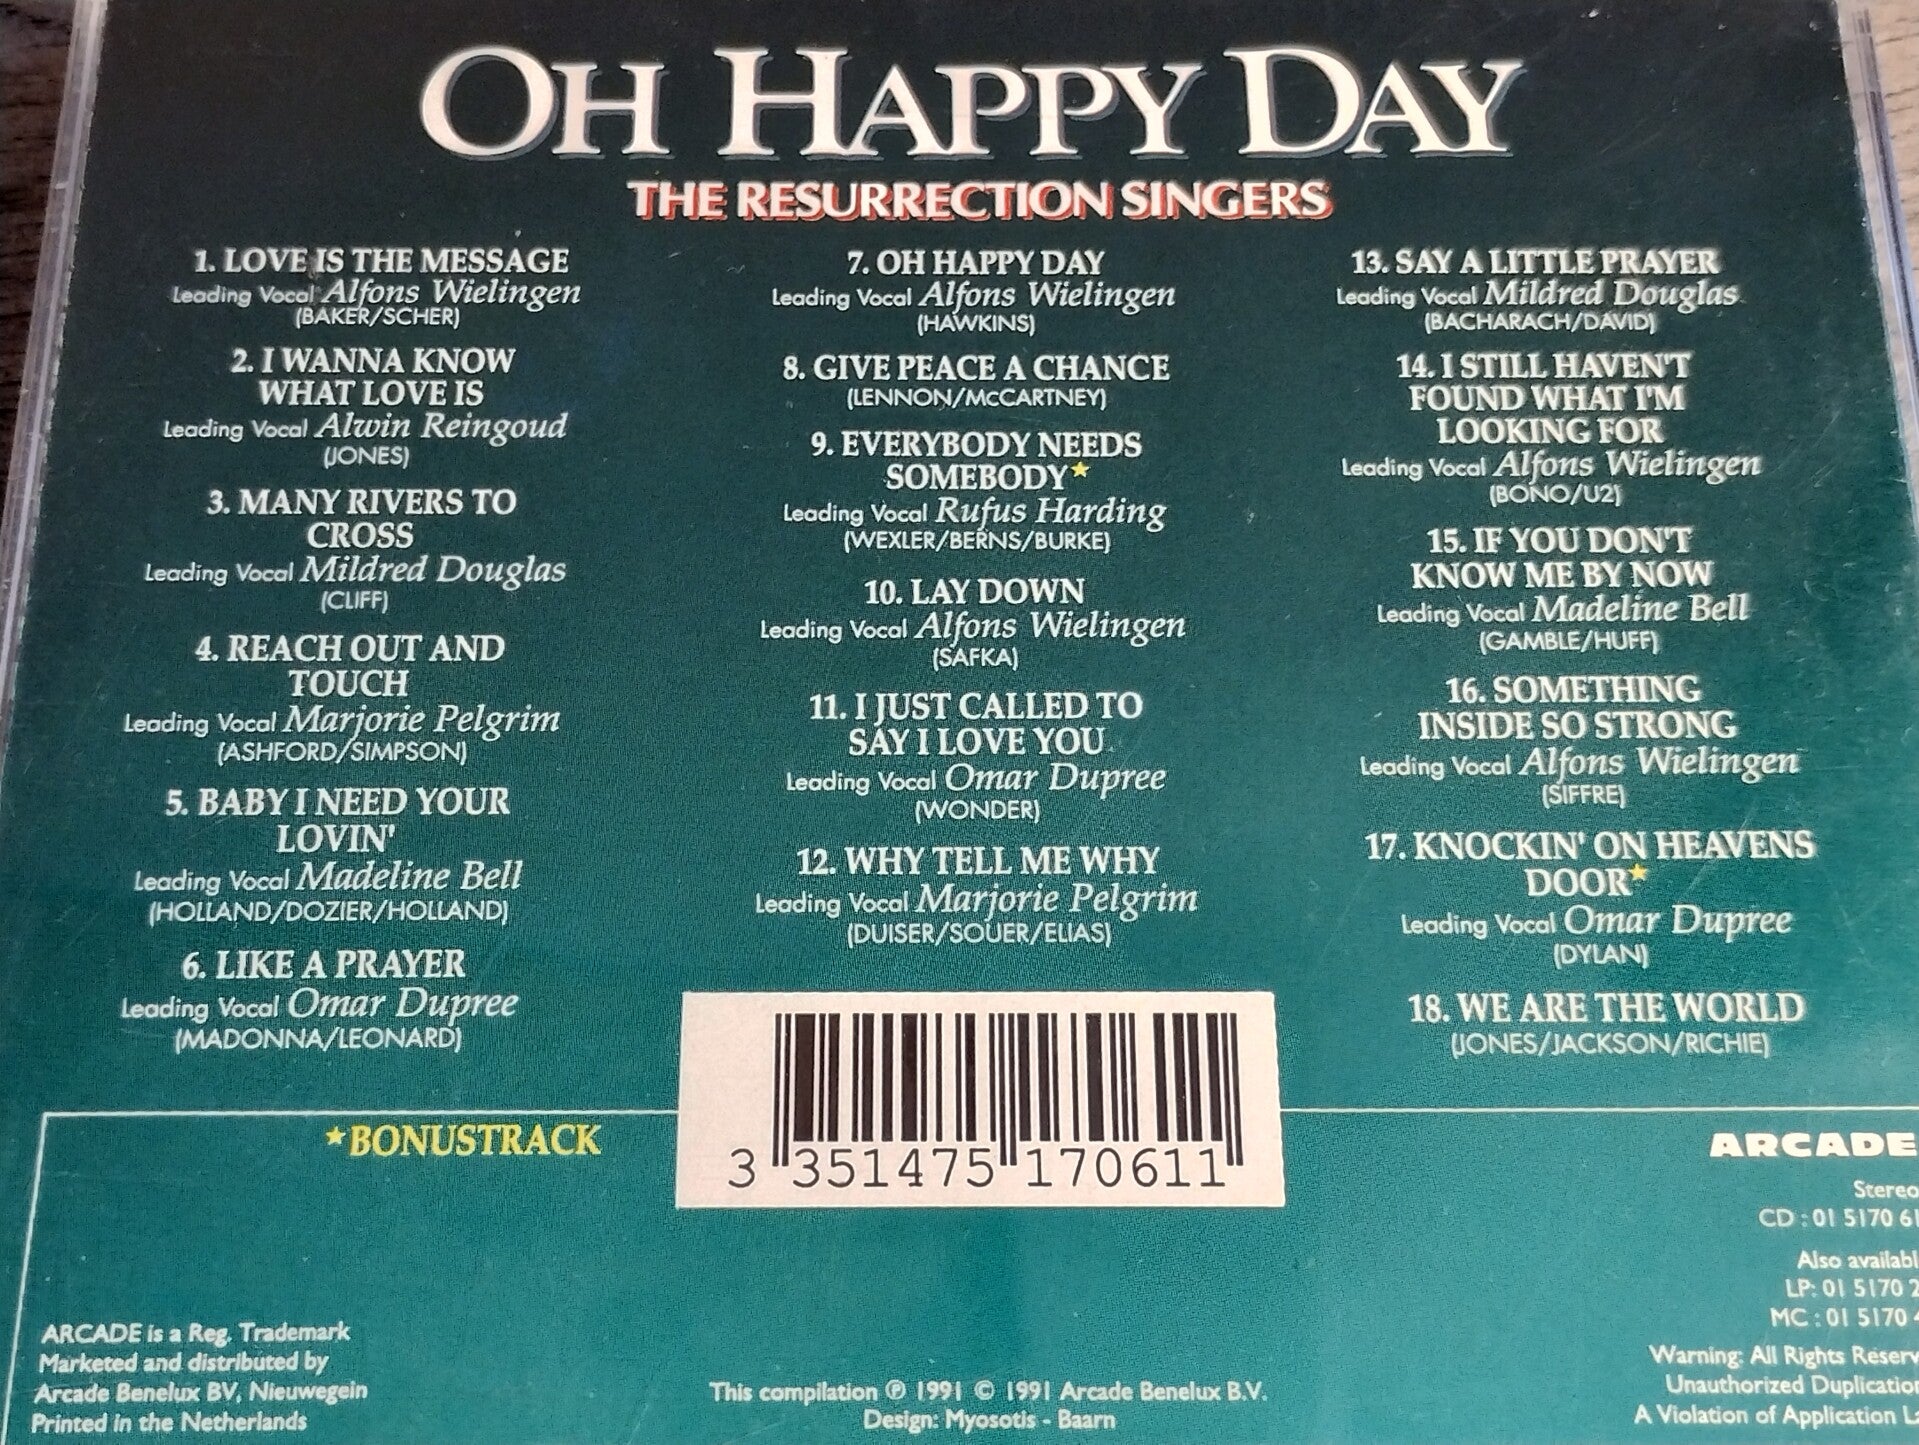 OH HAPPY DAY
THE RESURRECTION SINGERS
1. LOVE IS THE MESSAGE
Leading Vocal Alfons Wielingen
(BAKER/SCHER)
2. I WANNA KNOW
WHAT LOVE IS
Leading Vocal Alwin Reingoud
(JONES)
3. MANY RIVERS TO
CROSS
Leading Vocal Mildred Douglas
(CLIFF)
4. REACH OUT AND
TOUCH
Leading Vocal Marjorie Pelgrim
(ASHFORD/SIMPSON)
5. BABY I NEED YOUR
LOVIN'
Leading Vocal Madeline Bell
(HOLLAND/DOZIER/HOLLAND)
6. LIKE A PRAYER
Leading Vocal Omar Dupree
(MADONNA/LEONARD)
7. OH HAPPY DAY
Leading Vocal Alfons Wielingen
(HAWKINS)
8. GIVE PEACE A CHANCE
(LENNON/McCARTNEY)
9. EVERYBODY NEEDS
SOMEBODY★
Leading Vocal Rufus Harding
(WEXLER/BERNS/BURKE)
10. LAY DOWN
Leading Vocal Alfons Wielingen
(SAFKA)
11. I JUST CALLED TO
SAY I LOVE YOU
Leading Vocal Omar Dupree
(WONDER)
12. WHY TELL ME WHY
Leading Vocal Marjorie Pelgrim
(DUISER/SOUER/ELIAS)
13. SAY A LITTLE PRAYER
Leading Vocal Mildred Douglas
(BACHARACH/DAVID)
14. I STILL HAVEN'T
FOUND WHAT I'M
LOOKING FOR
Leading Vocal Alfons Wielingen
(BONO/U2)
15. IF YOU DON'T
KNOW ME BY NOW
Leading Vocal Madeline Bell
(GAMBLE/HUFF)
16. SOMETHING
INSIDE SO STRONG
Leading Vocal Alfons Wielingen
(SIFFRE)
17. KNOCKIN' ON HEAVENS
DOOR★
Leading Vocal Omar Dupree
(DYLAN)
18. WE ARE THE WORLD
(JONES/JACKSON/RICHIE)
★BONUSTRACK
3 351475 170611
ARCADE
Stereo
CD : 01 5170 61
Also
LP: 01 5170
MC : 01 5170
Warning: All Rights
Unauthorized
A Violation of Application
ARCADE is a Reg. Trademark
Marketed and distributed by
Arcade Benelux BV, Nieuwegein
Printed in the Netherlands
This compilation ℗ 1991 © 1991 Arcade Benelux B.V.
Design: Myosotis - Baarn